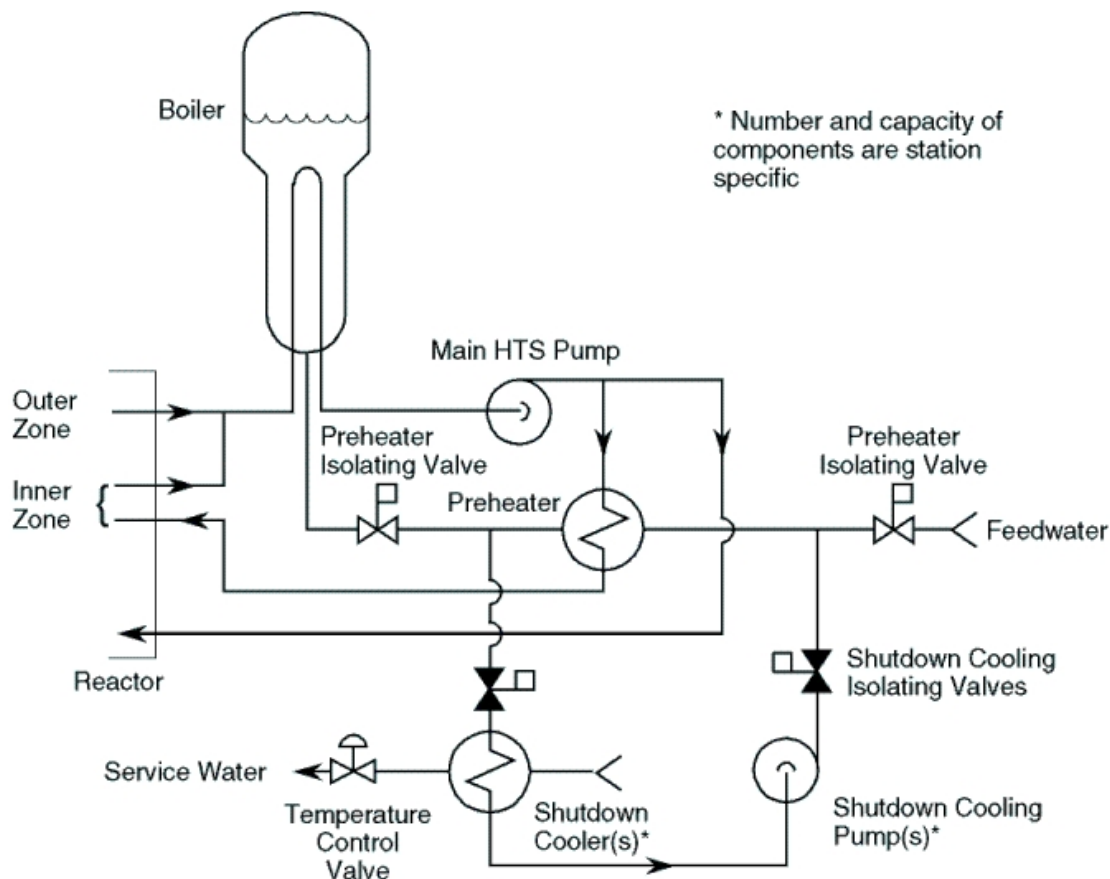 Boiler
* Number and capacity of
components are station
specific
Main HTS Pump
Outer
Zone
Preheater
Isolating Valve
Preheater
Isolating Valve
Inner
Zone
{
Preheater
Feedwater
Reactor
Shutdown Cooling
Isolating Valves
Service Water
Temperature
Control
Valve
Shutdown
Cooler(s)*
Shutdown Cooling
Pump(s)*